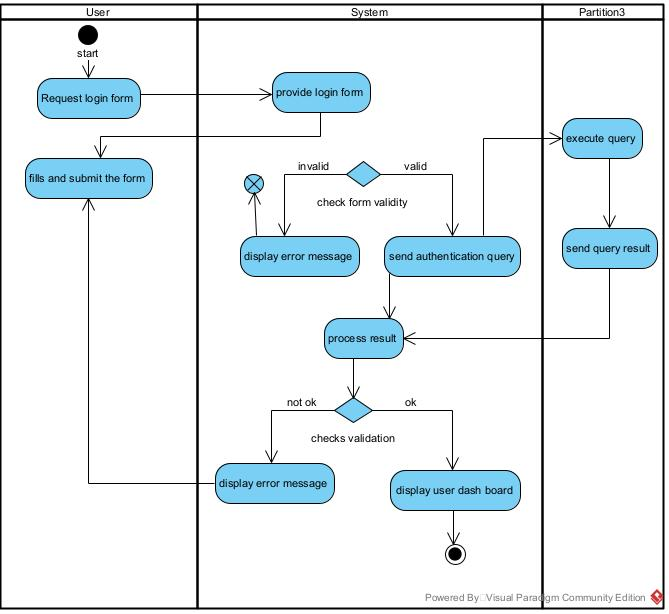 User
System
Partition3
start
Request login form
provide login form
execute query
fills and submit the form
invalid
valid
check form validity
display error message
send authentication query
send query result
process result
not ok
ok
checks validation
display error message
display user dash board
Powered By Visual Paradigm Community Edition